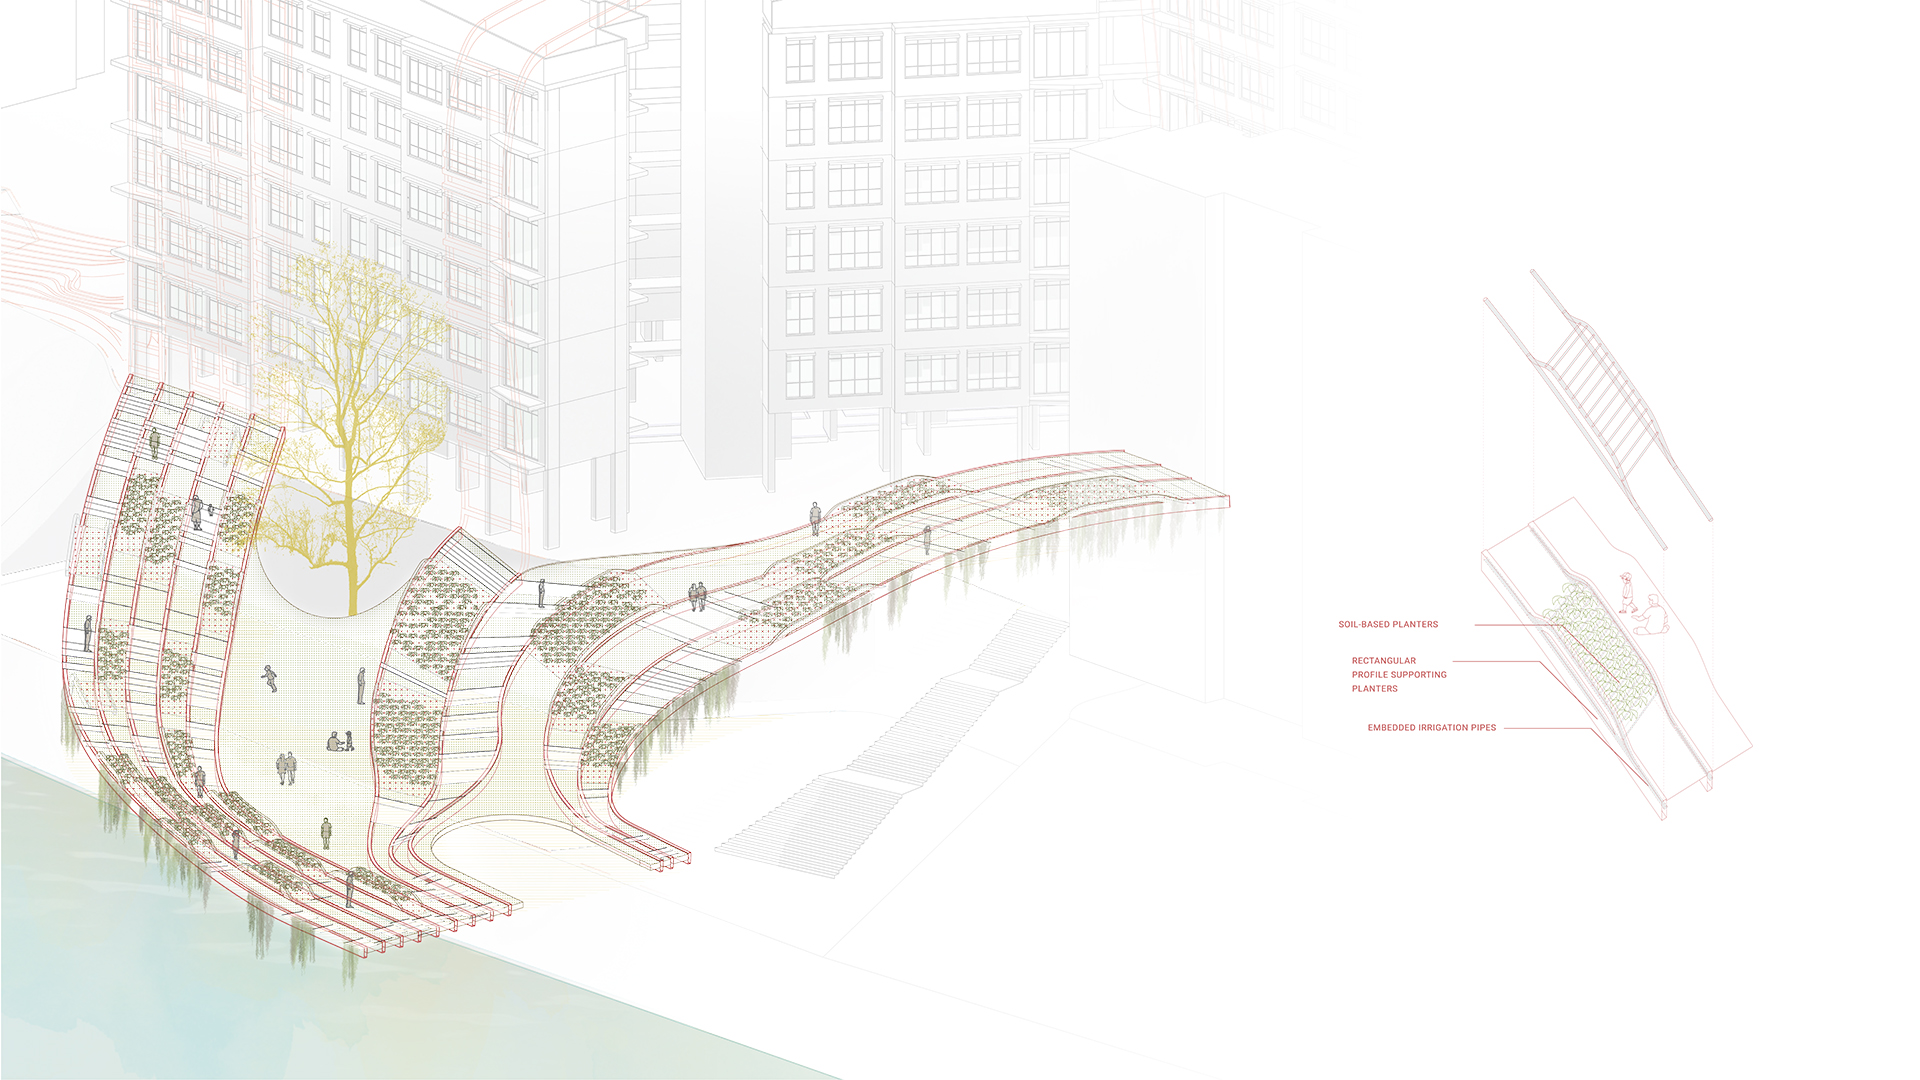 SOIL-BASED PLANTERS
RECTANGULAR
PROFILE SUPPORTING
PLANTERS
EMBEDDED IRRIGATION PIPES